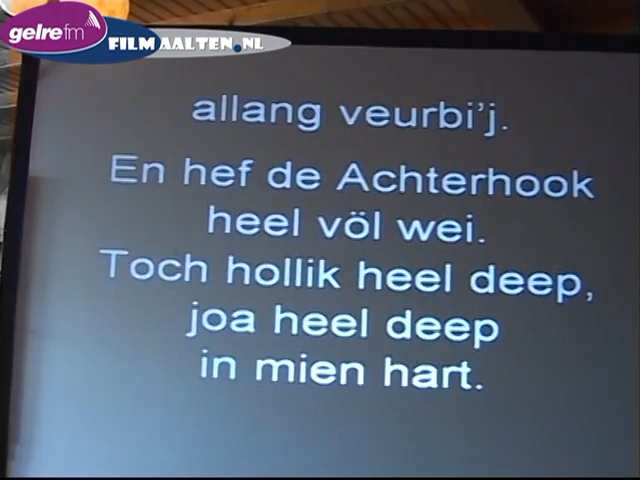 gelre fm
FILMAALTEN.NL
allang veurbi'j.
En hef de Achterhook
heel völ wei.
Toch hollik heel deep,
joa heel deep
in mien hart.